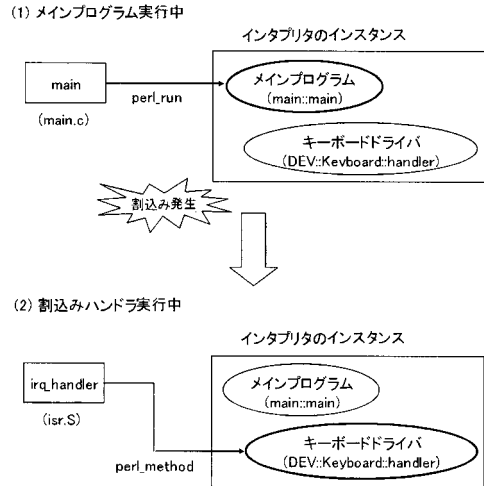 (1) メインプログラム実行中
インタプリタのインスタンス
main
perl_run
メインプログラム
(main::main)
(main.c)
キーボードドライバ
(DEV::Keyboard::handler)
割込み発生
(2) 割込みハンドラ実行中
インタプリタのインスタンス
irq_handler
メインプログラム
(main::main)
(isr.S)
キーボードドライバ
(DEV::Keyboard::handler)
perl_method